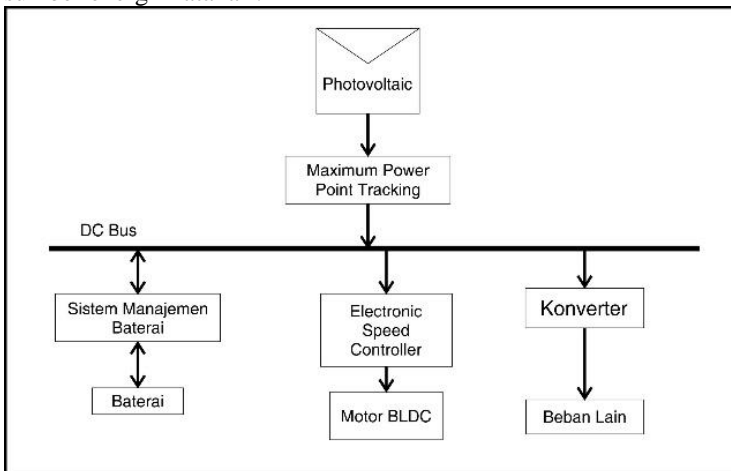 Photovoltaic
Maximum Power
Point Tracking
DC Bus
Sistem Manajemen
Baterai
Electronic
Speed
Controller
Konverter
Baterai
Motor BLDC
Beban Lain